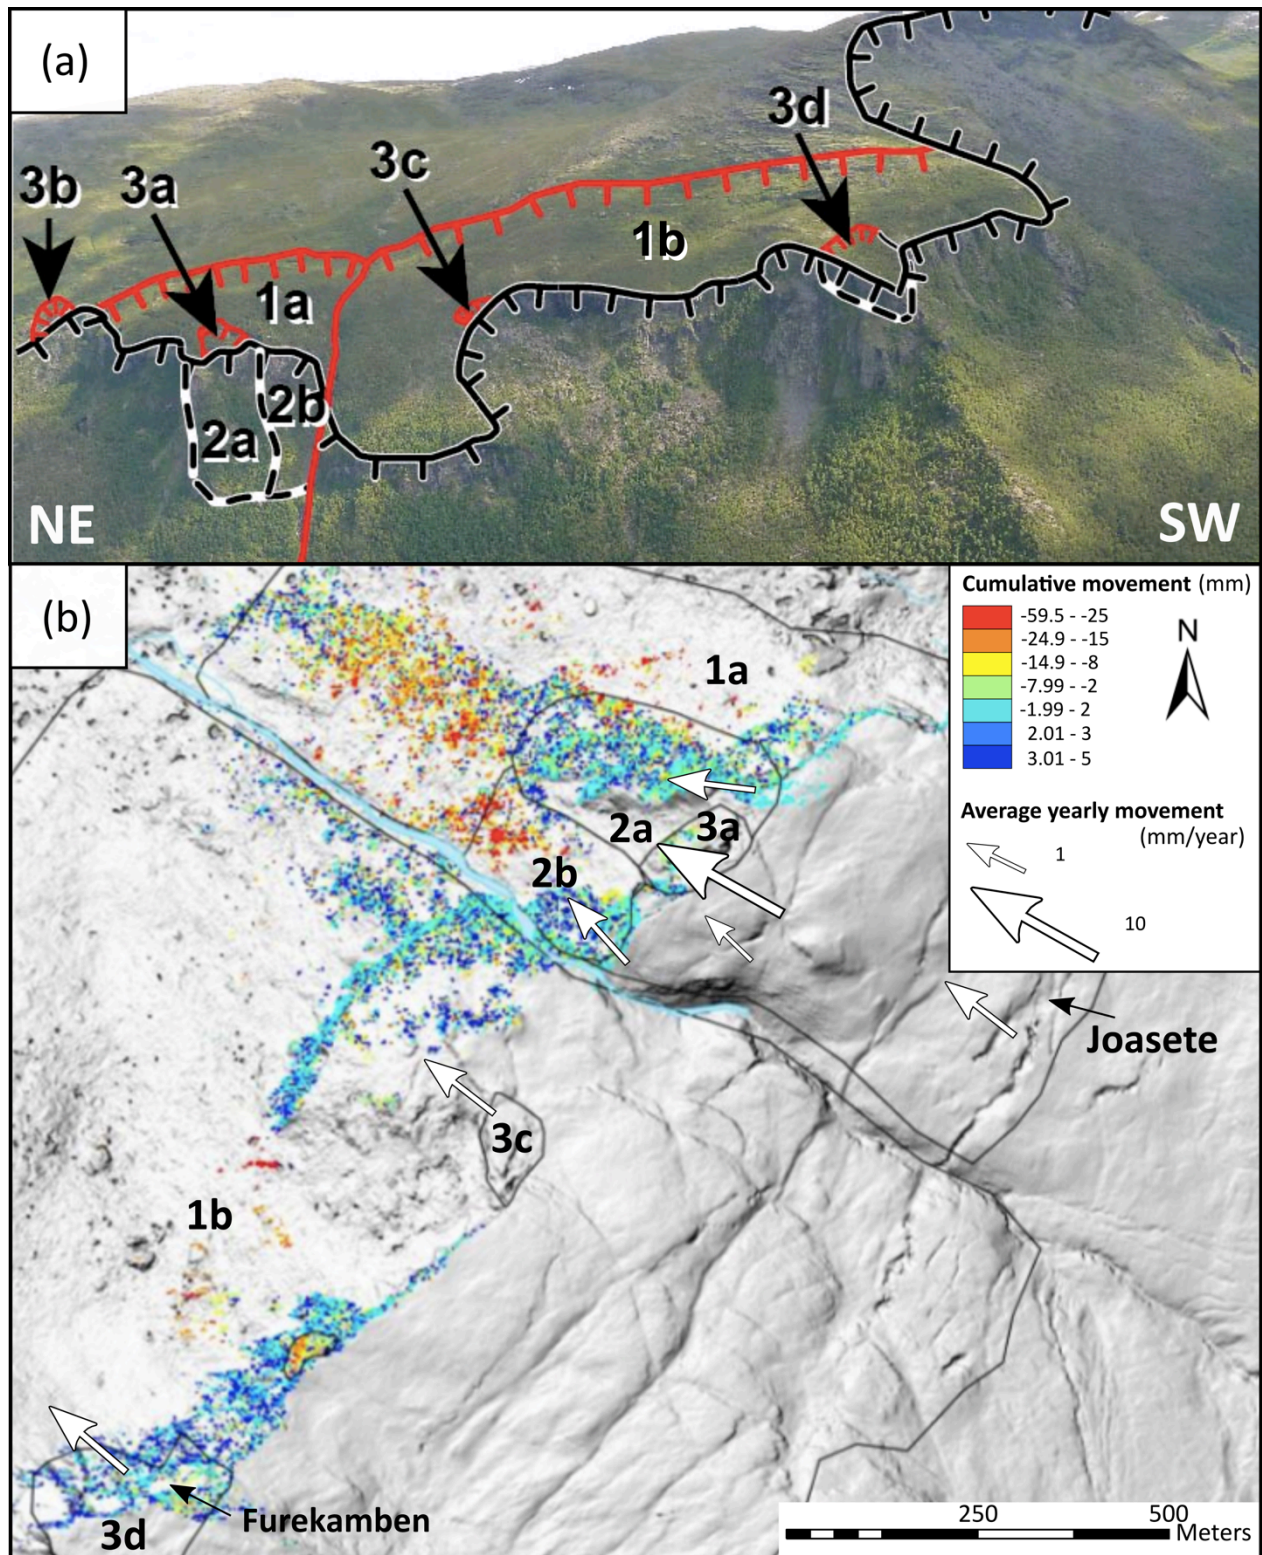 (a)
3d
3c
3b
3a
1b
1a
2b
2a
NE
SW
(b)
Cumulative movement (mm)
-59.5 - -25
-24.9 - -15
-14.9 - -8
-7.99 - -2
-1.99 - 2
2.01 - 3
3.01 - 5
N
Average yearly movement
(mm/year)
1
10
1a
2a
3a
2b
Joasete
3c
1b
Furekamben
3d
250
500
Meters